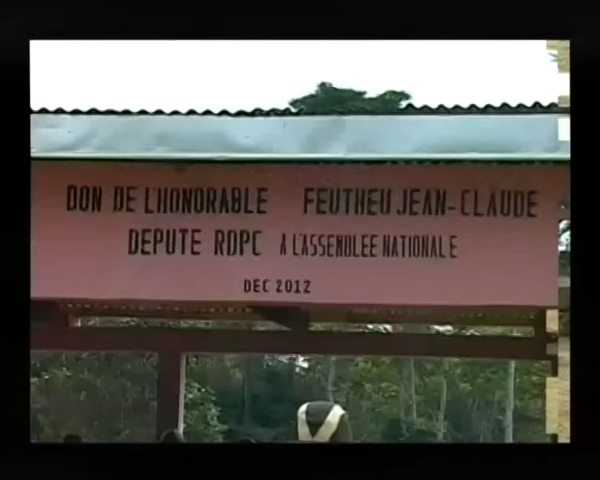 DON DE L'HONORABLE FEUTHEU JEAN-CLAUDE
DEPUTE RDPC A L'ASSEMBLEE NATIONALE
DEC 2012